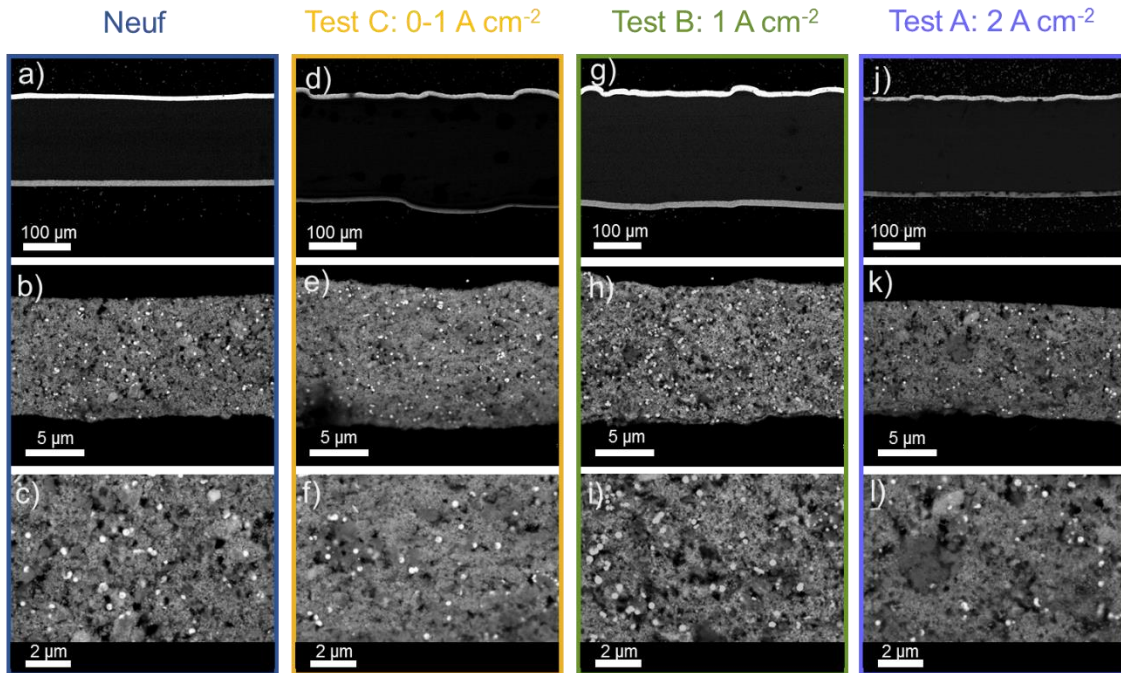 Neuf
Test C: 0-1 A cm-2
Test B: 1 A cm-2
Test A: 2 A cm-2
a)
d)
g)
j)
100 µm
100 µm
100 µm
100 µm
b)
e)
h)
k)
5 µm
5 µm
5 µm
5 µm
c)
f)
i)
l)
2 µm
2 µm
2 µm
2 µm